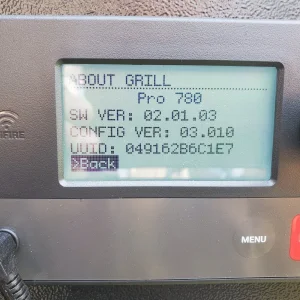 ABOUT GRILL
Pro 780
SW VER: 02.01.03
CONFIG VER: 03.010
UUID: 049162B6C1E7
>Back
MENU